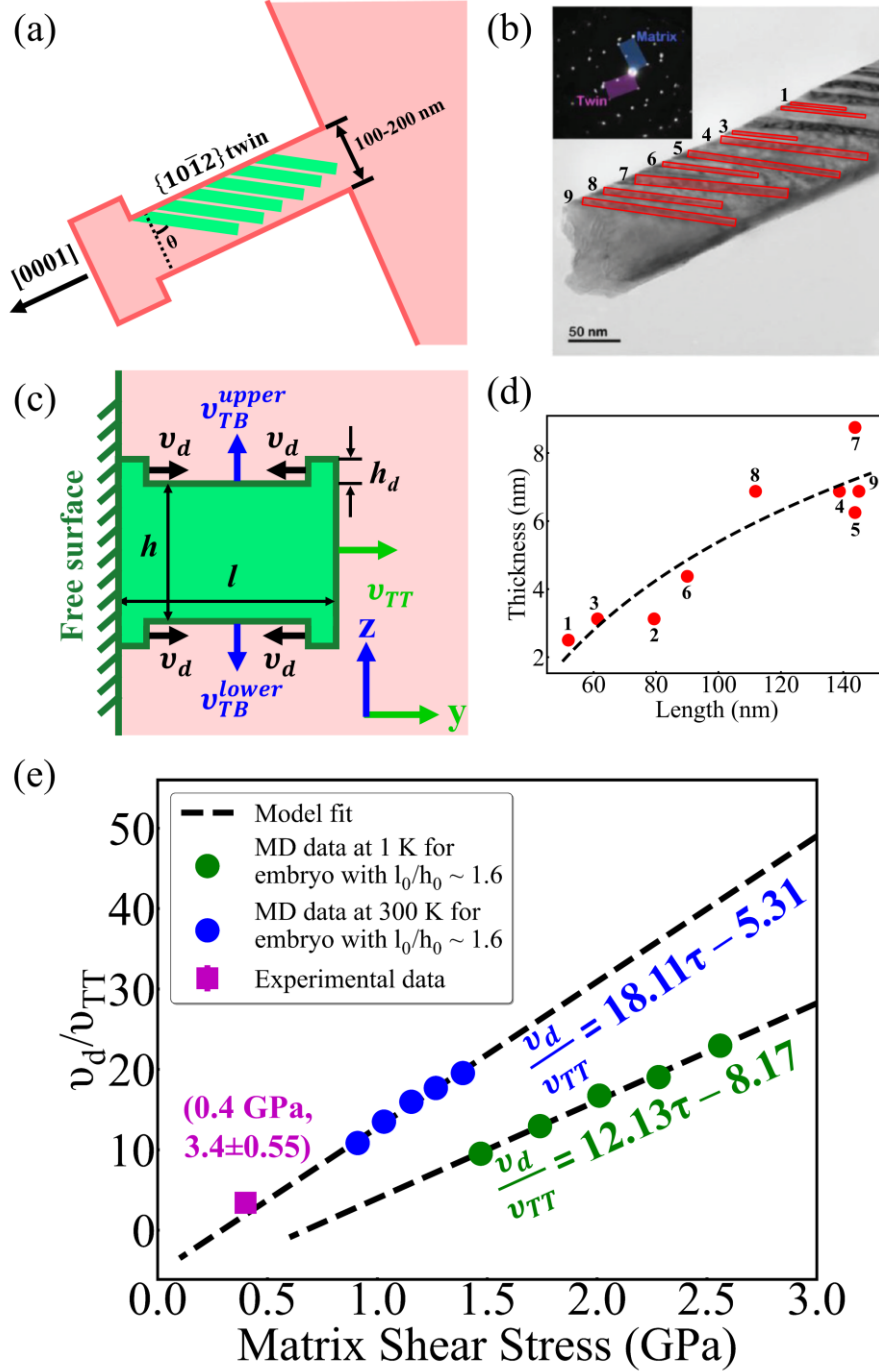 (a)
{101̄2} twin
100-200 nm
θ
[0001]
(b)
Matrix
Twin
1
3
4
5
6
7
8
9
50 nm
(c)
Free surface
υ_TB^upper
υ_d
υ_d
h_d
h
l
υ_TT
υ_d
υ_d
υ_TB^lower
z
y
(d)
Thickness (nm)
8
6
4
2
1
3
2
6
8
7
4
9
5
60
80
100
120
140
Length (nm)
(e)
υ_d/υ_TT
50
40
30
20
10
0
Model fit
MD data at 1 K for
embryo with l₀/h₀ ~ 1.6
MD data at 300 K for
embryo with l₀/h₀ ~ 1.6
Experimental data
υ_d/υ_TT = 18.11τ − 5.31
υ_d/υ_TT = 12.13τ − 8.17
(0.4 GPa,
3.4±0.55)
0.0
0.5
1.0
1.5
2.0
2.5
3.0
Matrix Shear Stress (GPa)